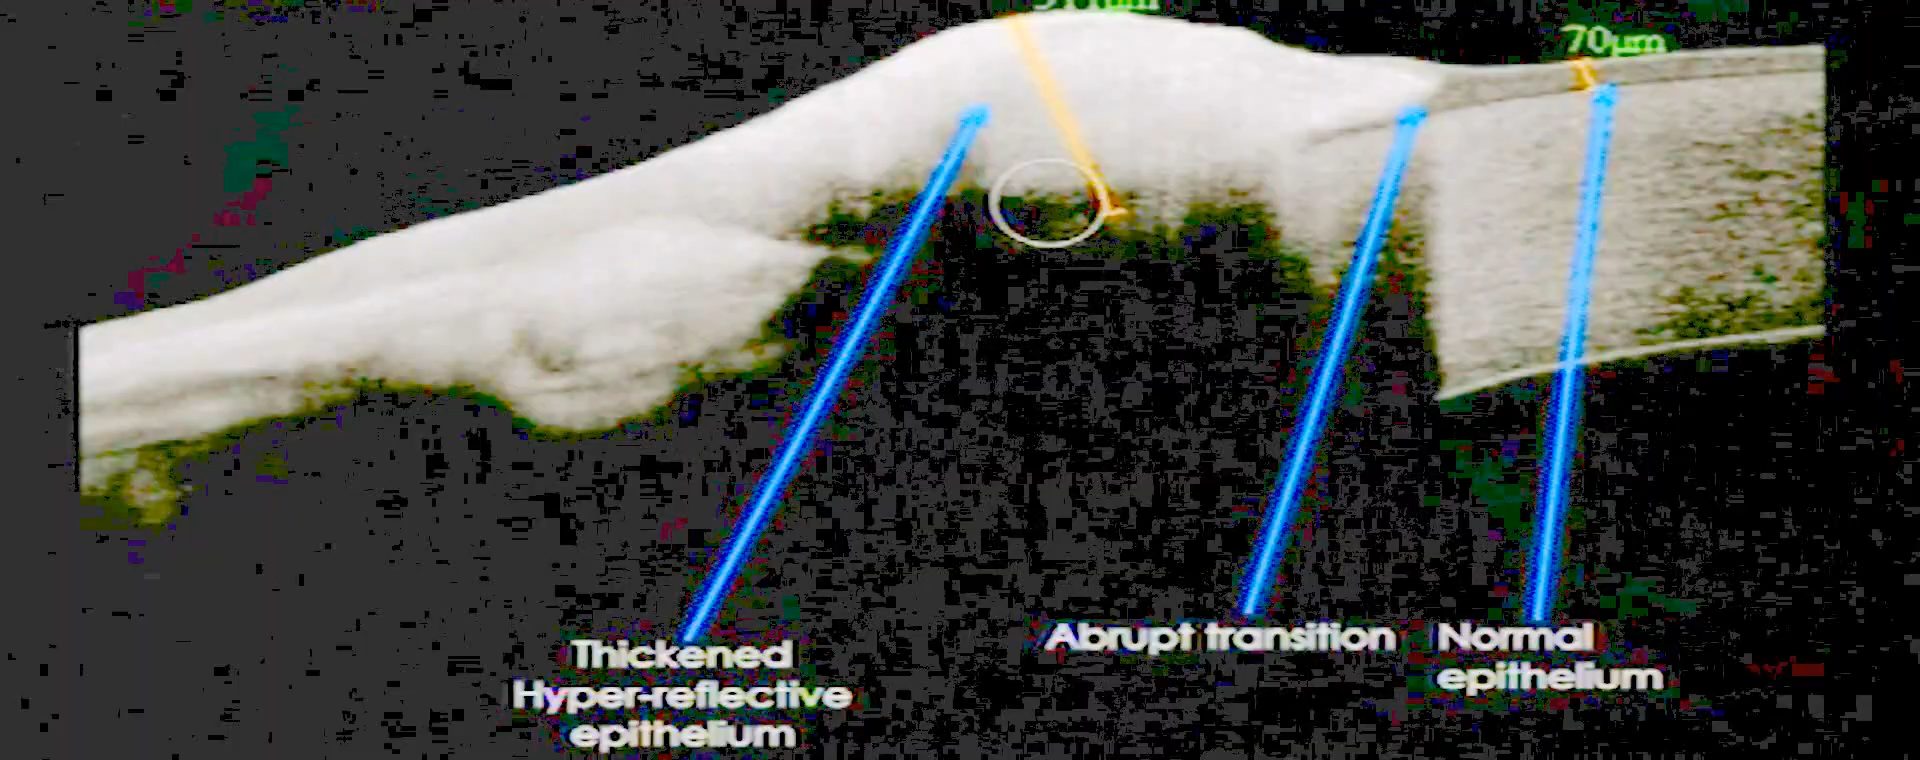 70µm
Thickened
Hyper-reflective
epithelium
Abrupt transition
Normal
epithelium